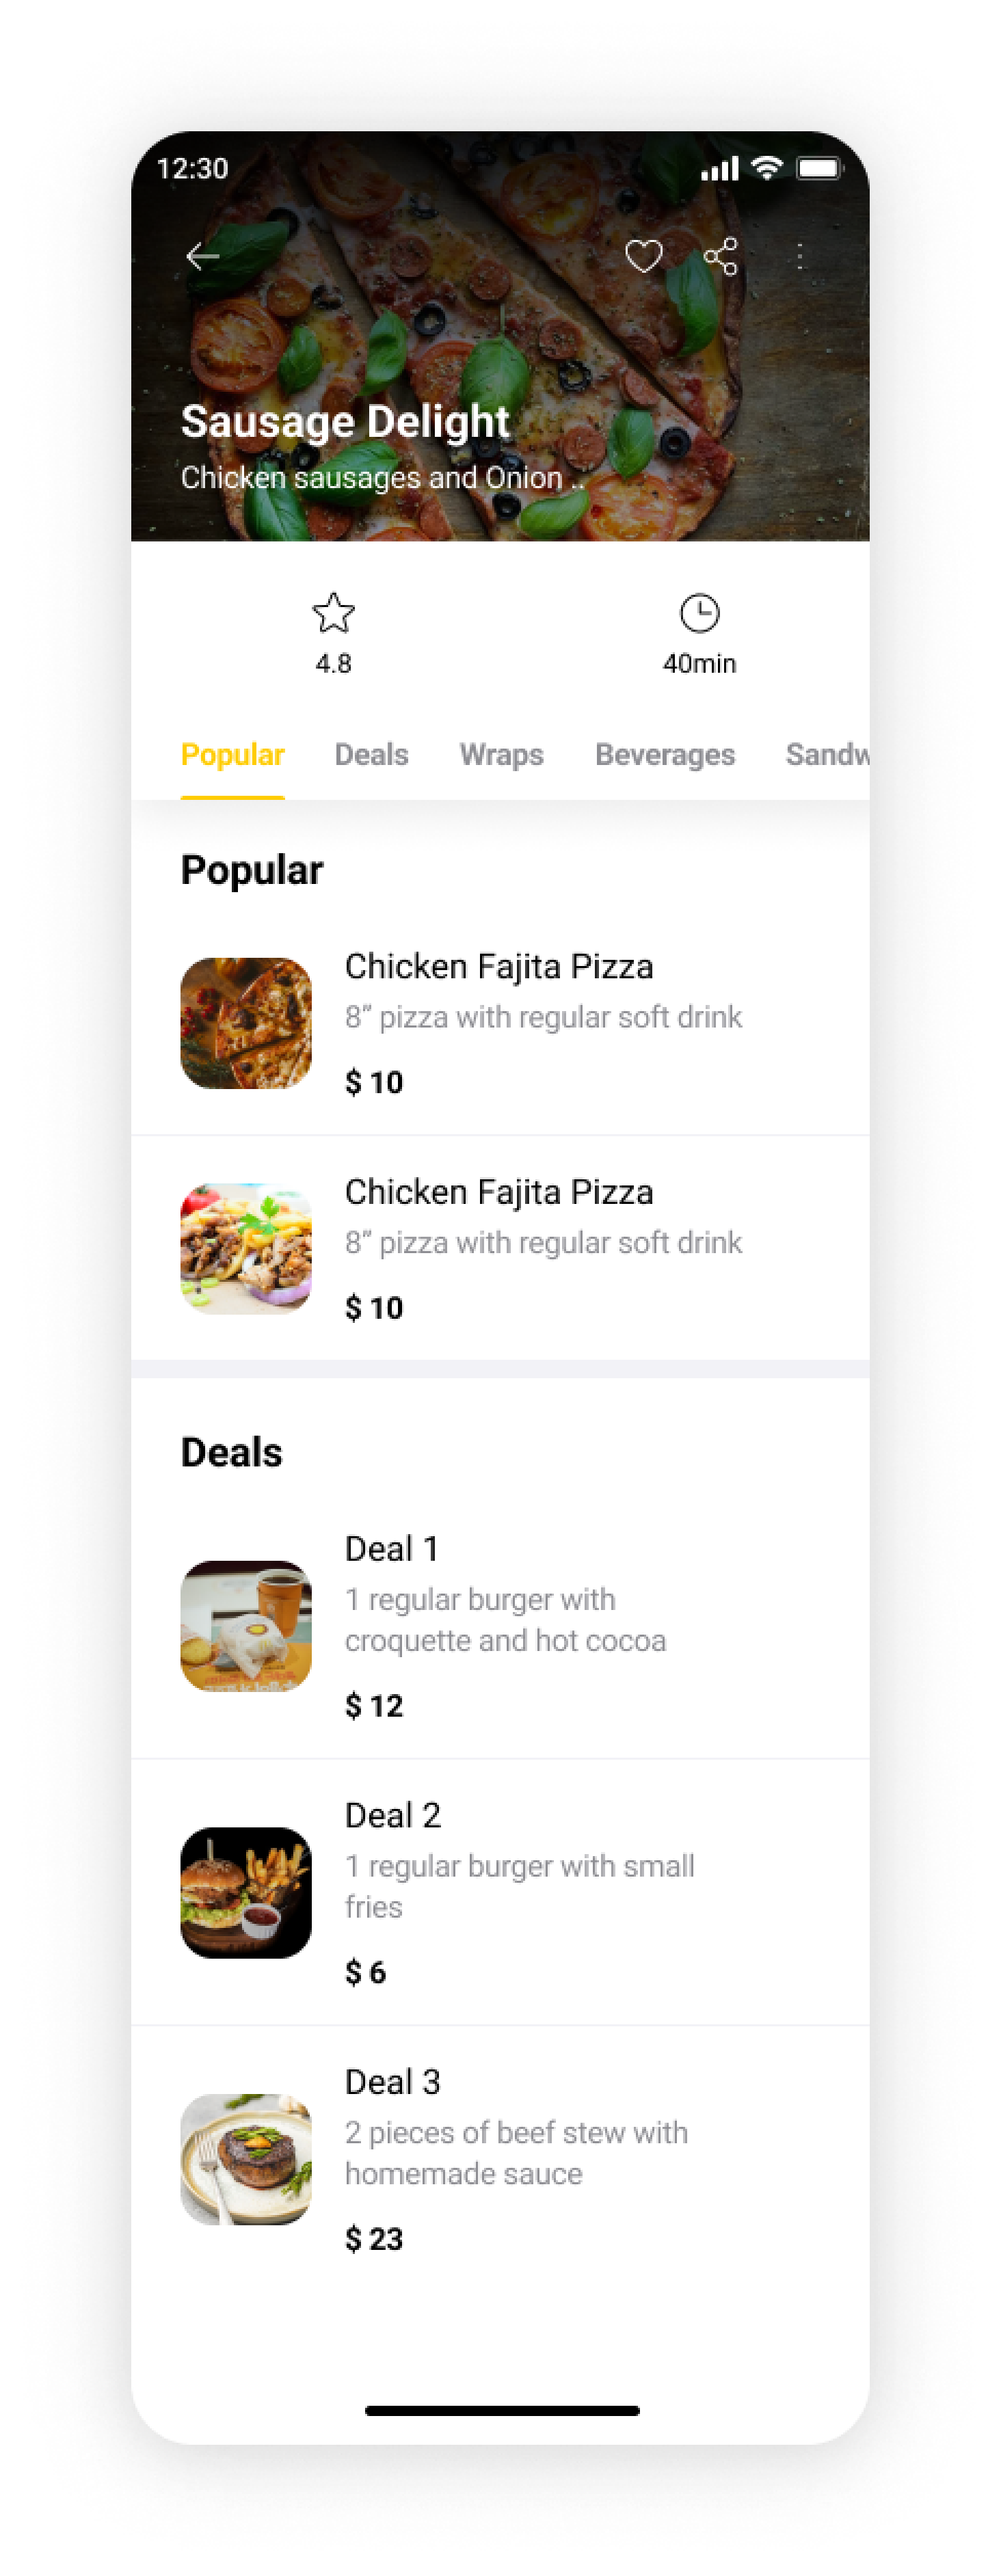 12:30
Sausage Delight
Chicken sausages and Onion ..
4.8
40min
Popular
Deals
Wraps
Beverages
Sandw
Popular
Chicken Fajita Pizza
8” pizza with regular soft drink
$ 10
Chicken Fajita Pizza
8” pizza with regular soft drink
$ 10
Deals
Deal 1
1 regular burger with
croquette and hot cocoa
$ 12
Deal 2
1 regular burger with small
fries
$ 6
Deal 3
2 pieces of beef stew with
homemade sauce
$ 23